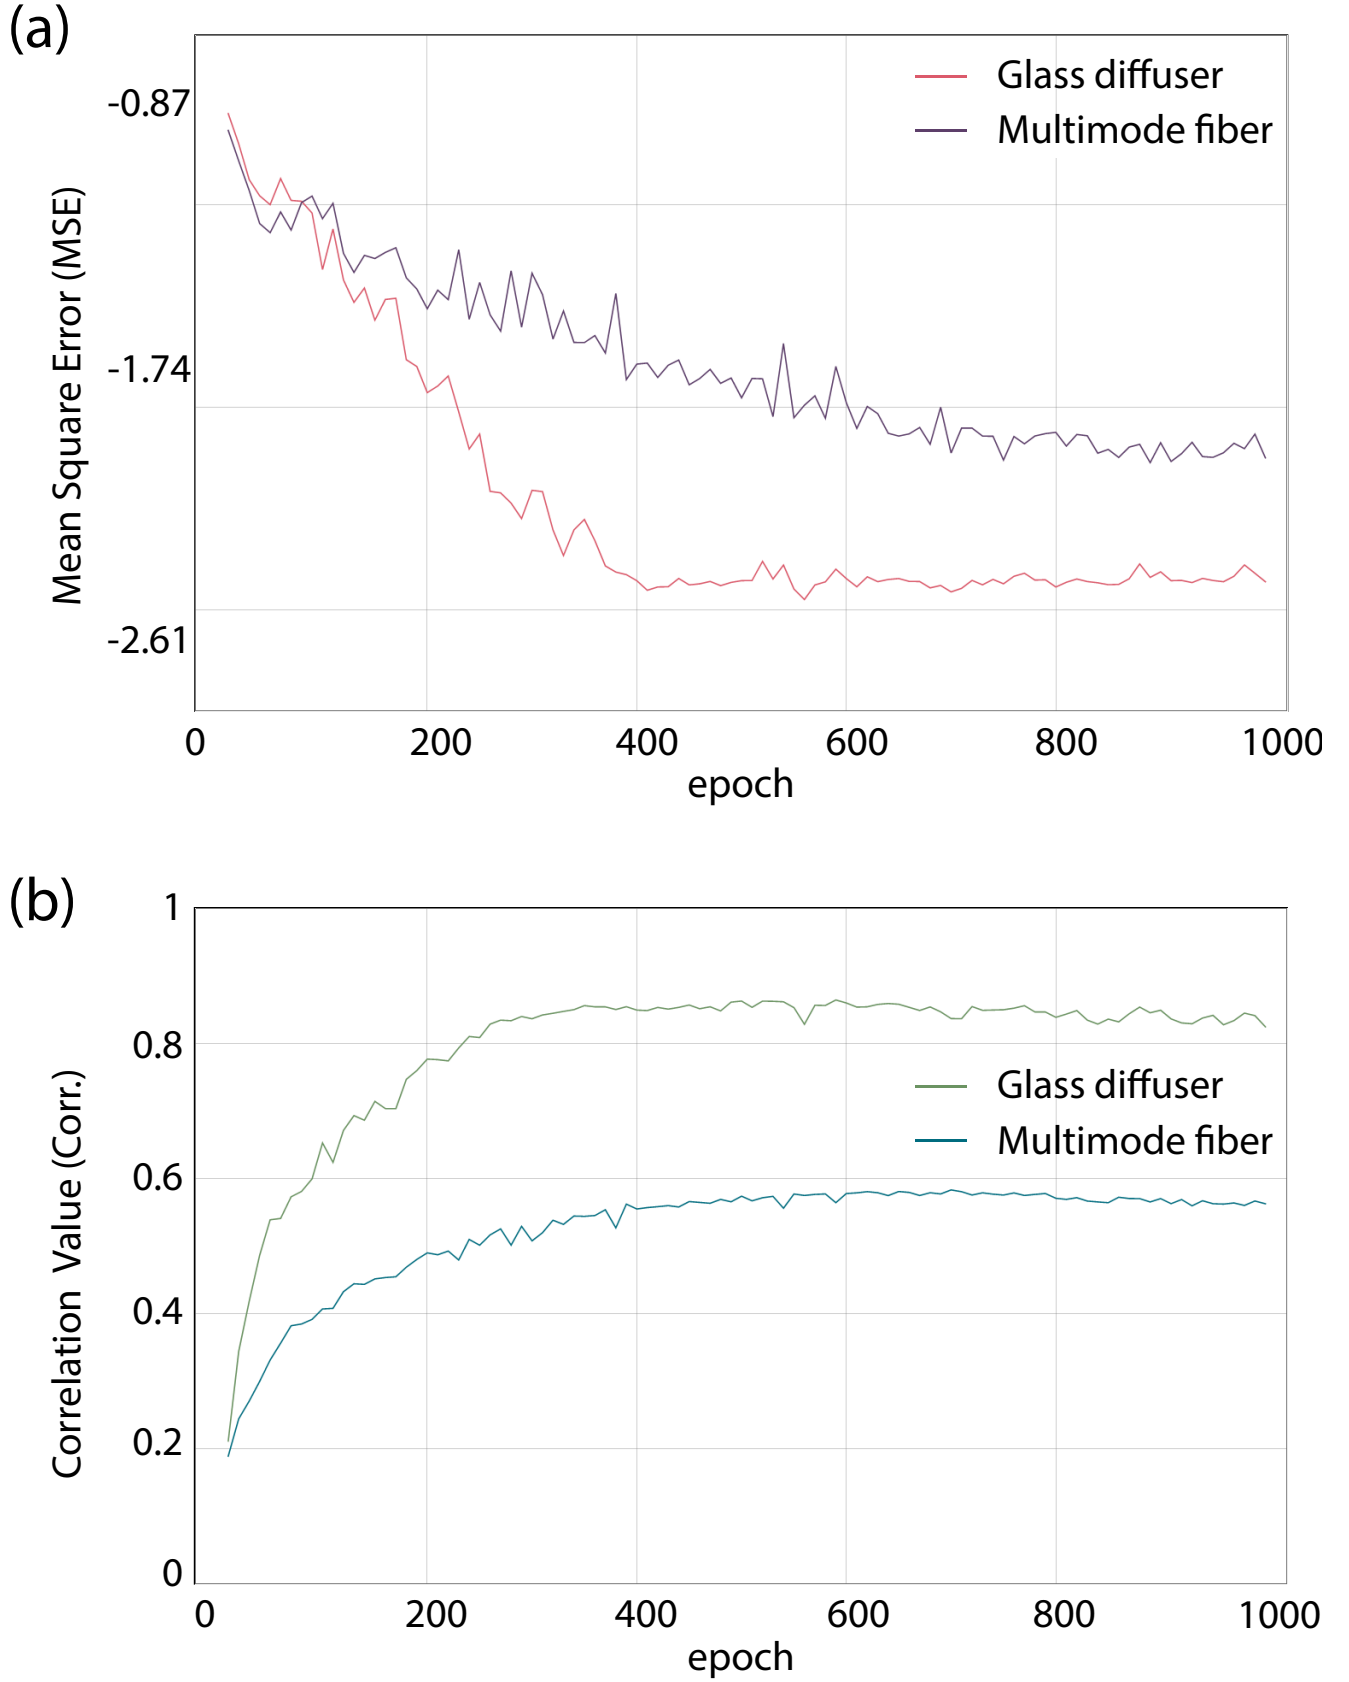 (a)
Glass diffuser
Multimode fiber
-0.87
-1.74
-2.61
Mean Square Error (MSE)
0 200 400 600 800 1000
epoch
(b)
1
0.8
0.6
0.4
0.2
0
Glass diffuser
Multimode fiber
Correlation Value (Corr.)
0 200 400 600 800 1000
epoch